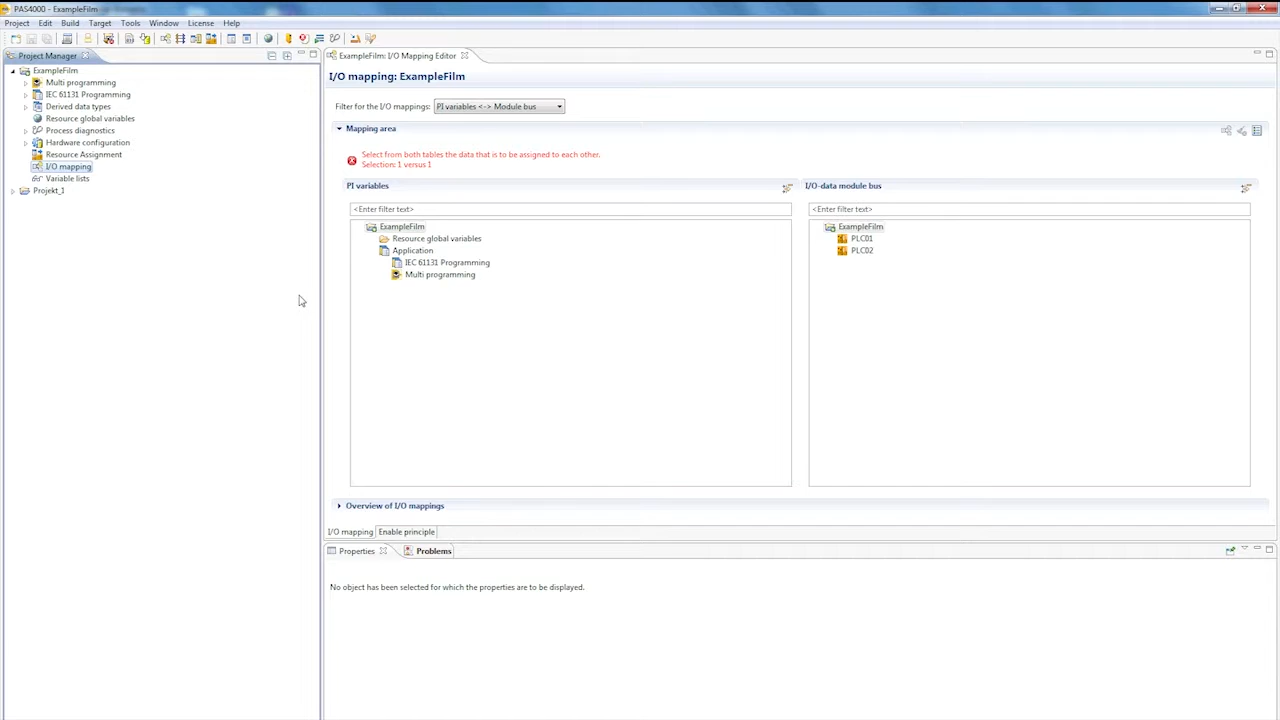 PAS4000 - ExampleFilm
Project Edit Build Target Tools Window License Help
Project Manager
ExampleFilm
Multi programming
IEC 61131 Programming
Derived data types
Resource global variables
Process diagnostics
Hardware configuration
Resource Assignment
I/O mapping
Variable lists
Projekt_1
ExampleFilm: I/O Mapping Editor
I/O mapping: ExampleFilm
Filter for the I/O mappings: PI variables <-> Module bus
Mapping area
Select from both tables the data that is to be assigned to each other.
Selection: 1 versus 1
PI variables
<Enter filter text>
ExampleFilm
Resource global variables
Application
IEC 61131 Programming
Multi programming
I/O-data module bus
<Enter filter text>
ExampleFilm
PLC01
PLC02
Overview of I/O mappings
I/O mapping Enable principle
Properties Problems
No object has been selected for which the properties are to be displayed.